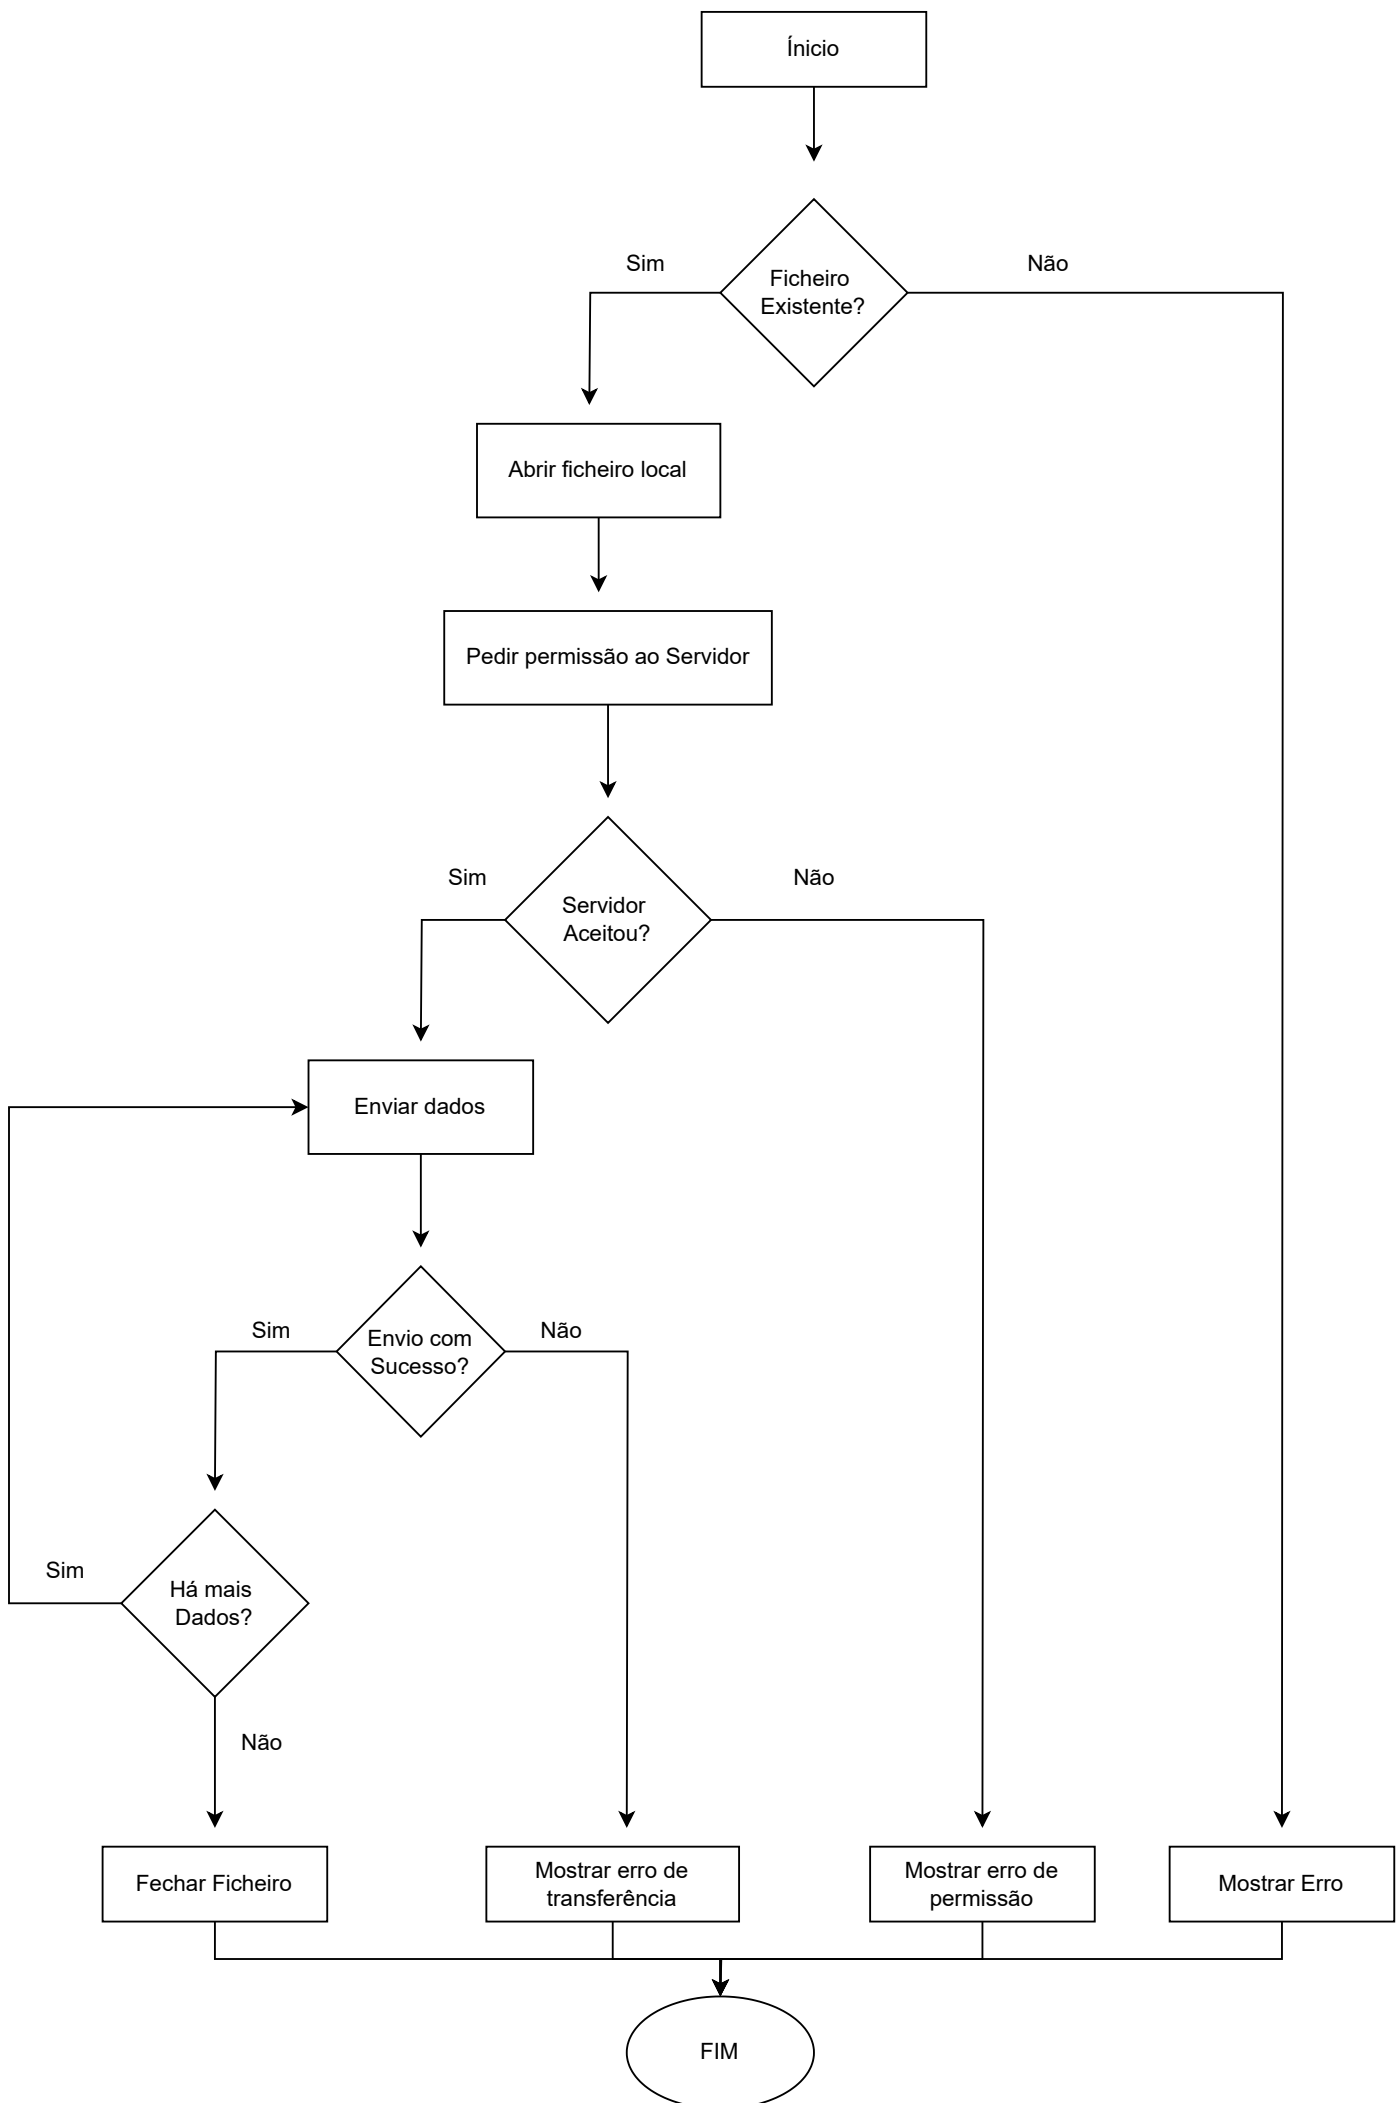 Ínicio
Sim
Não
Ficheiro
Existente?
Abrir ficheiro local
Pedir permissão ao Servidor
Sim
Não
Servidor
Aceitou?
Enviar dados
Sim
Não
Envio com
Sucesso?
Sim
Há mais
Dados?
Não
Fechar Ficheiro
Mostrar erro de
transferência
Mostrar erro de
permissão
Mostrar Erro
FIM